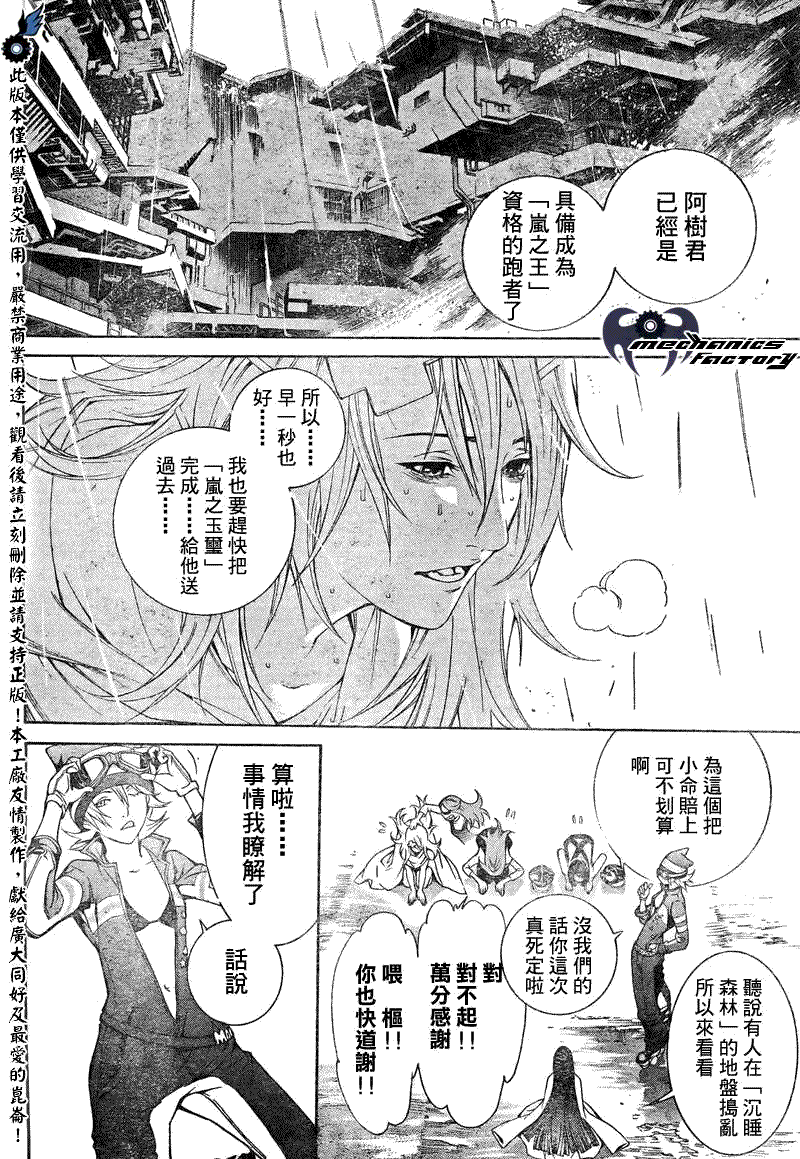 阿樹君
已經是
具備成為
「嵐之王」
資格的跑者了
mechanics
factory
所以……
早一秒也
好……
我也要趕快把
「嵐之玉璽」
完成……給他送
過去……
為這個把
小命賠上
可不划算
啊
聽說有人在「沉睡
森林」的地盤搗亂
所以來看看
沒我們的
話你這次
真死定啦
對
對不起!!
萬分感謝
喂 樞!!
你也快道謝!!
算啦……
事情我瞭解了
話說
此版本僅供學習交流用，嚴禁商業用途，觀看後請立刻刪除並請支持正版！本工廠友情製作，獻給廣大同好及最愛的崑崙！